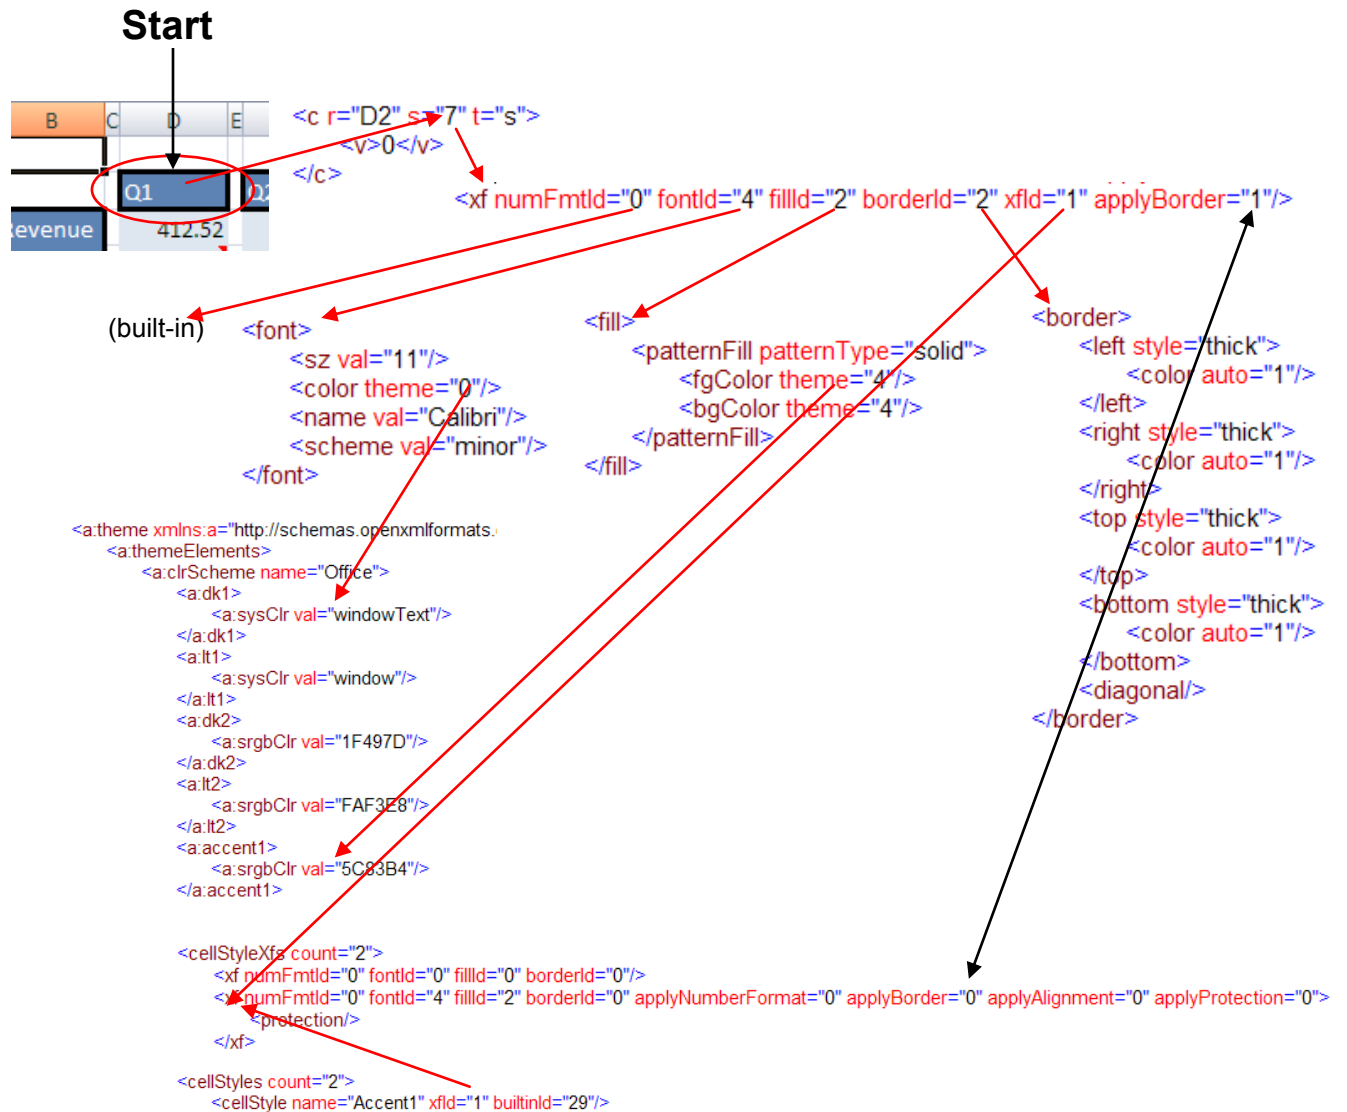 Start
B C D E
Q1
Revenue 412.52
<c r="D2" s="7" t="s">
<v>0</v>
</c>
<xf numFmtId="0" fontId="4" fillId="2" borderId="2" xfId="1" applyBorder="1"/>
(built-in)
<font>
<sz val="11"/>
<color theme="0"/>
<name val="Calibri"/>
<scheme val="minor"/>
</font>
<fill>
<patternFill patternType="solid">
<fgColor theme="4"/>
<bgColor theme="4"/>
</patternFill>
</fill>
<border>
<left style="thick">
<color auto="1"/>
</left>
<right style="thick">
<color auto="1"/>
</right>
<top style="thick">
<color auto="1"/>
</top>
<bottom style="thick">
<color auto="1"/>
</bottom>
<diagonal/>
</border>
<a:theme xmlns:a="http://schemas.openxmlformats.
<a:themeElements>
<a:clrScheme name="Office">
<a:dk1>
<a:sysClr val="windowText"/>
</a:dk1>
<a:lt1>
<a:sysClr val="window"/>
</a:lt1>
<a:dk2>
<a:srgbClr val="1F497D"/>
</a:dk2>
<a:lt2>
<a:srgbClr val="FAF3E8"/>
</a:lt2>
<a:accent1>
<a:srgbClr val="5C83B4"/>
</a:accent1>
<cellStyleXfs count="2">
<xf numFmtId="0" fontId="0" fillId="0" borderId="0"/>
<xf numFmtId="0" fontId="4" fillId="2" borderId="0" applyNumberFormat="0" applyBorder="0" applyAlignment="0" applyProtection="0">
<protection/>
</xf>
<cellStyles count="2">
<cellStyle name="Accent1" xfId="1" builtinId="29"/>